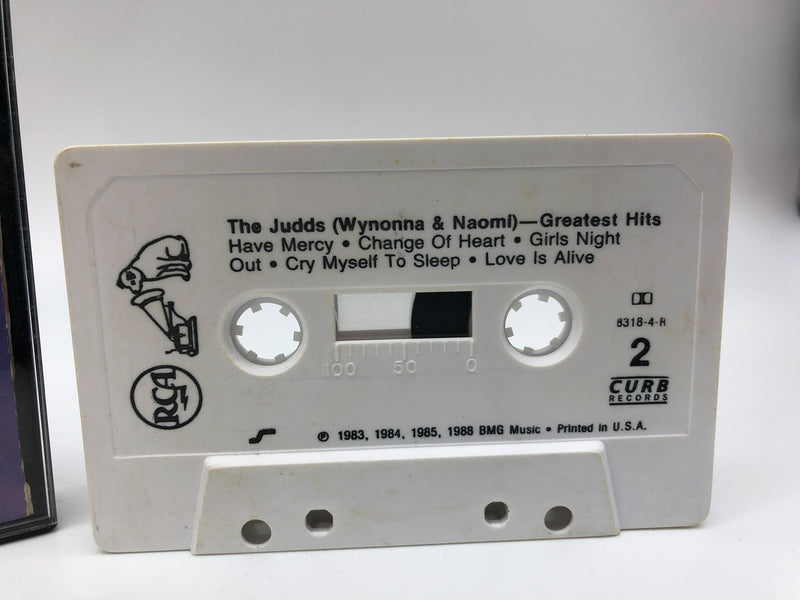 The Judds (Wynonna & Naomi)—Greatest Hits
Have Mercy • Change Of Heart • Girls Night
Out • Cry Myself To Sleep • Love Is Alive
8318-4-R
2
CURB
RECORDS
100 50 0
RCA
℗ 1983, 1984, 1985, 1988 BMG Music • Printed in U.S.A.